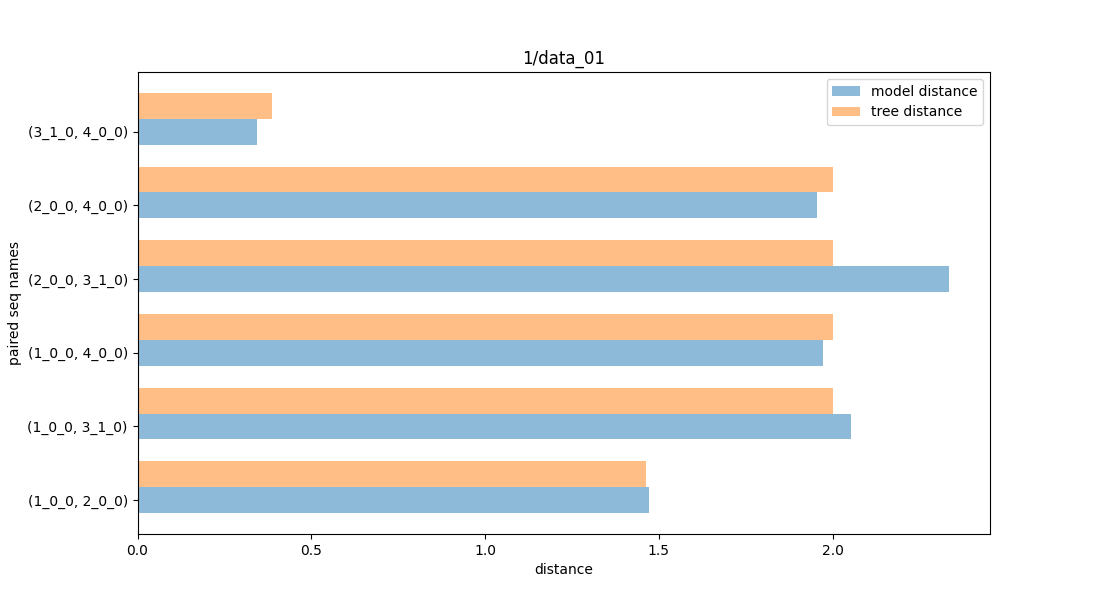 1/data_01
model distance
tree distance
paired seq names
(3_1_0, 4_0_0)
(2_0_0, 4_0_0)
(2_0_0, 3_1_0)
(1_0_0, 4_0_0)
(1_0_0, 3_1_0)
(1_0_0, 2_0_0)
0.0 0.5 1.0 1.5 2.0
distance